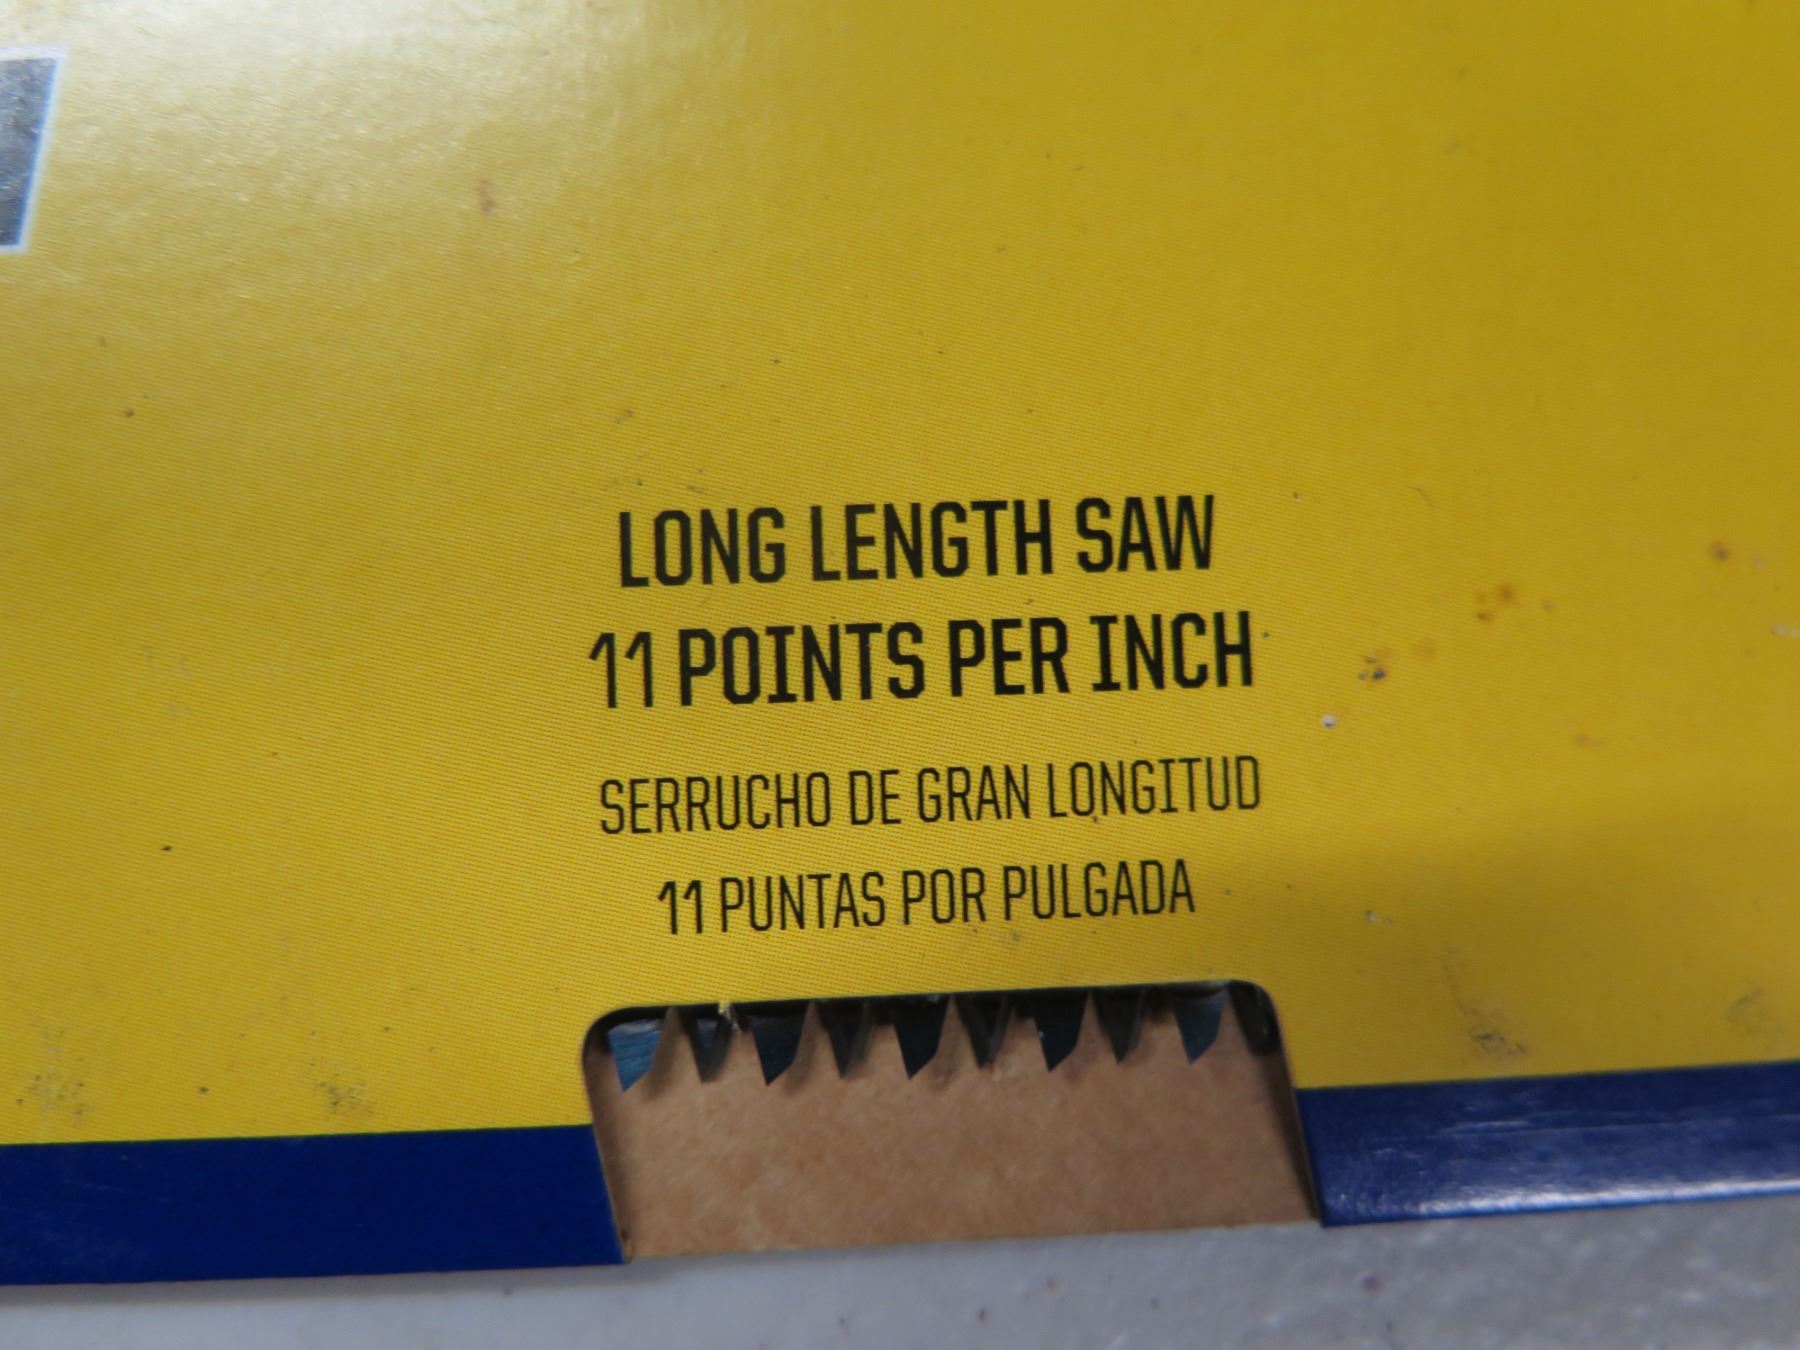 LONG LENGTH SAW
11 POINTS PER INCH
SERRUCHO DE GRAN LONGITUD
11 PUNTAS POR PULGADA